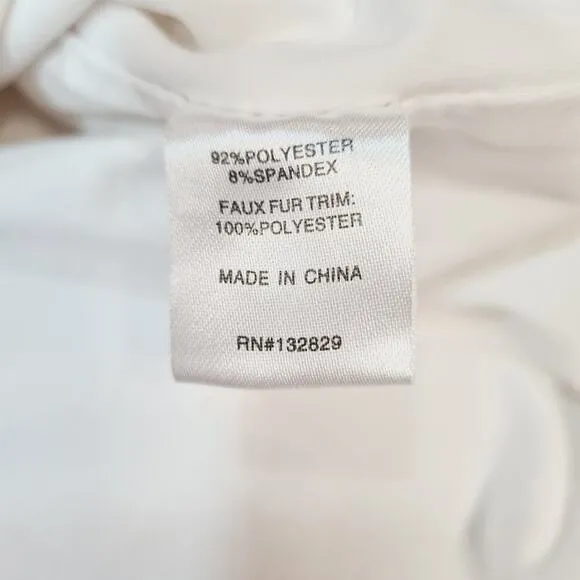 92%POLYESTER
8%SPANDEX
FAUX FUR TRIM:
100%POLYESTER
MADE IN CHINA
RN#132829